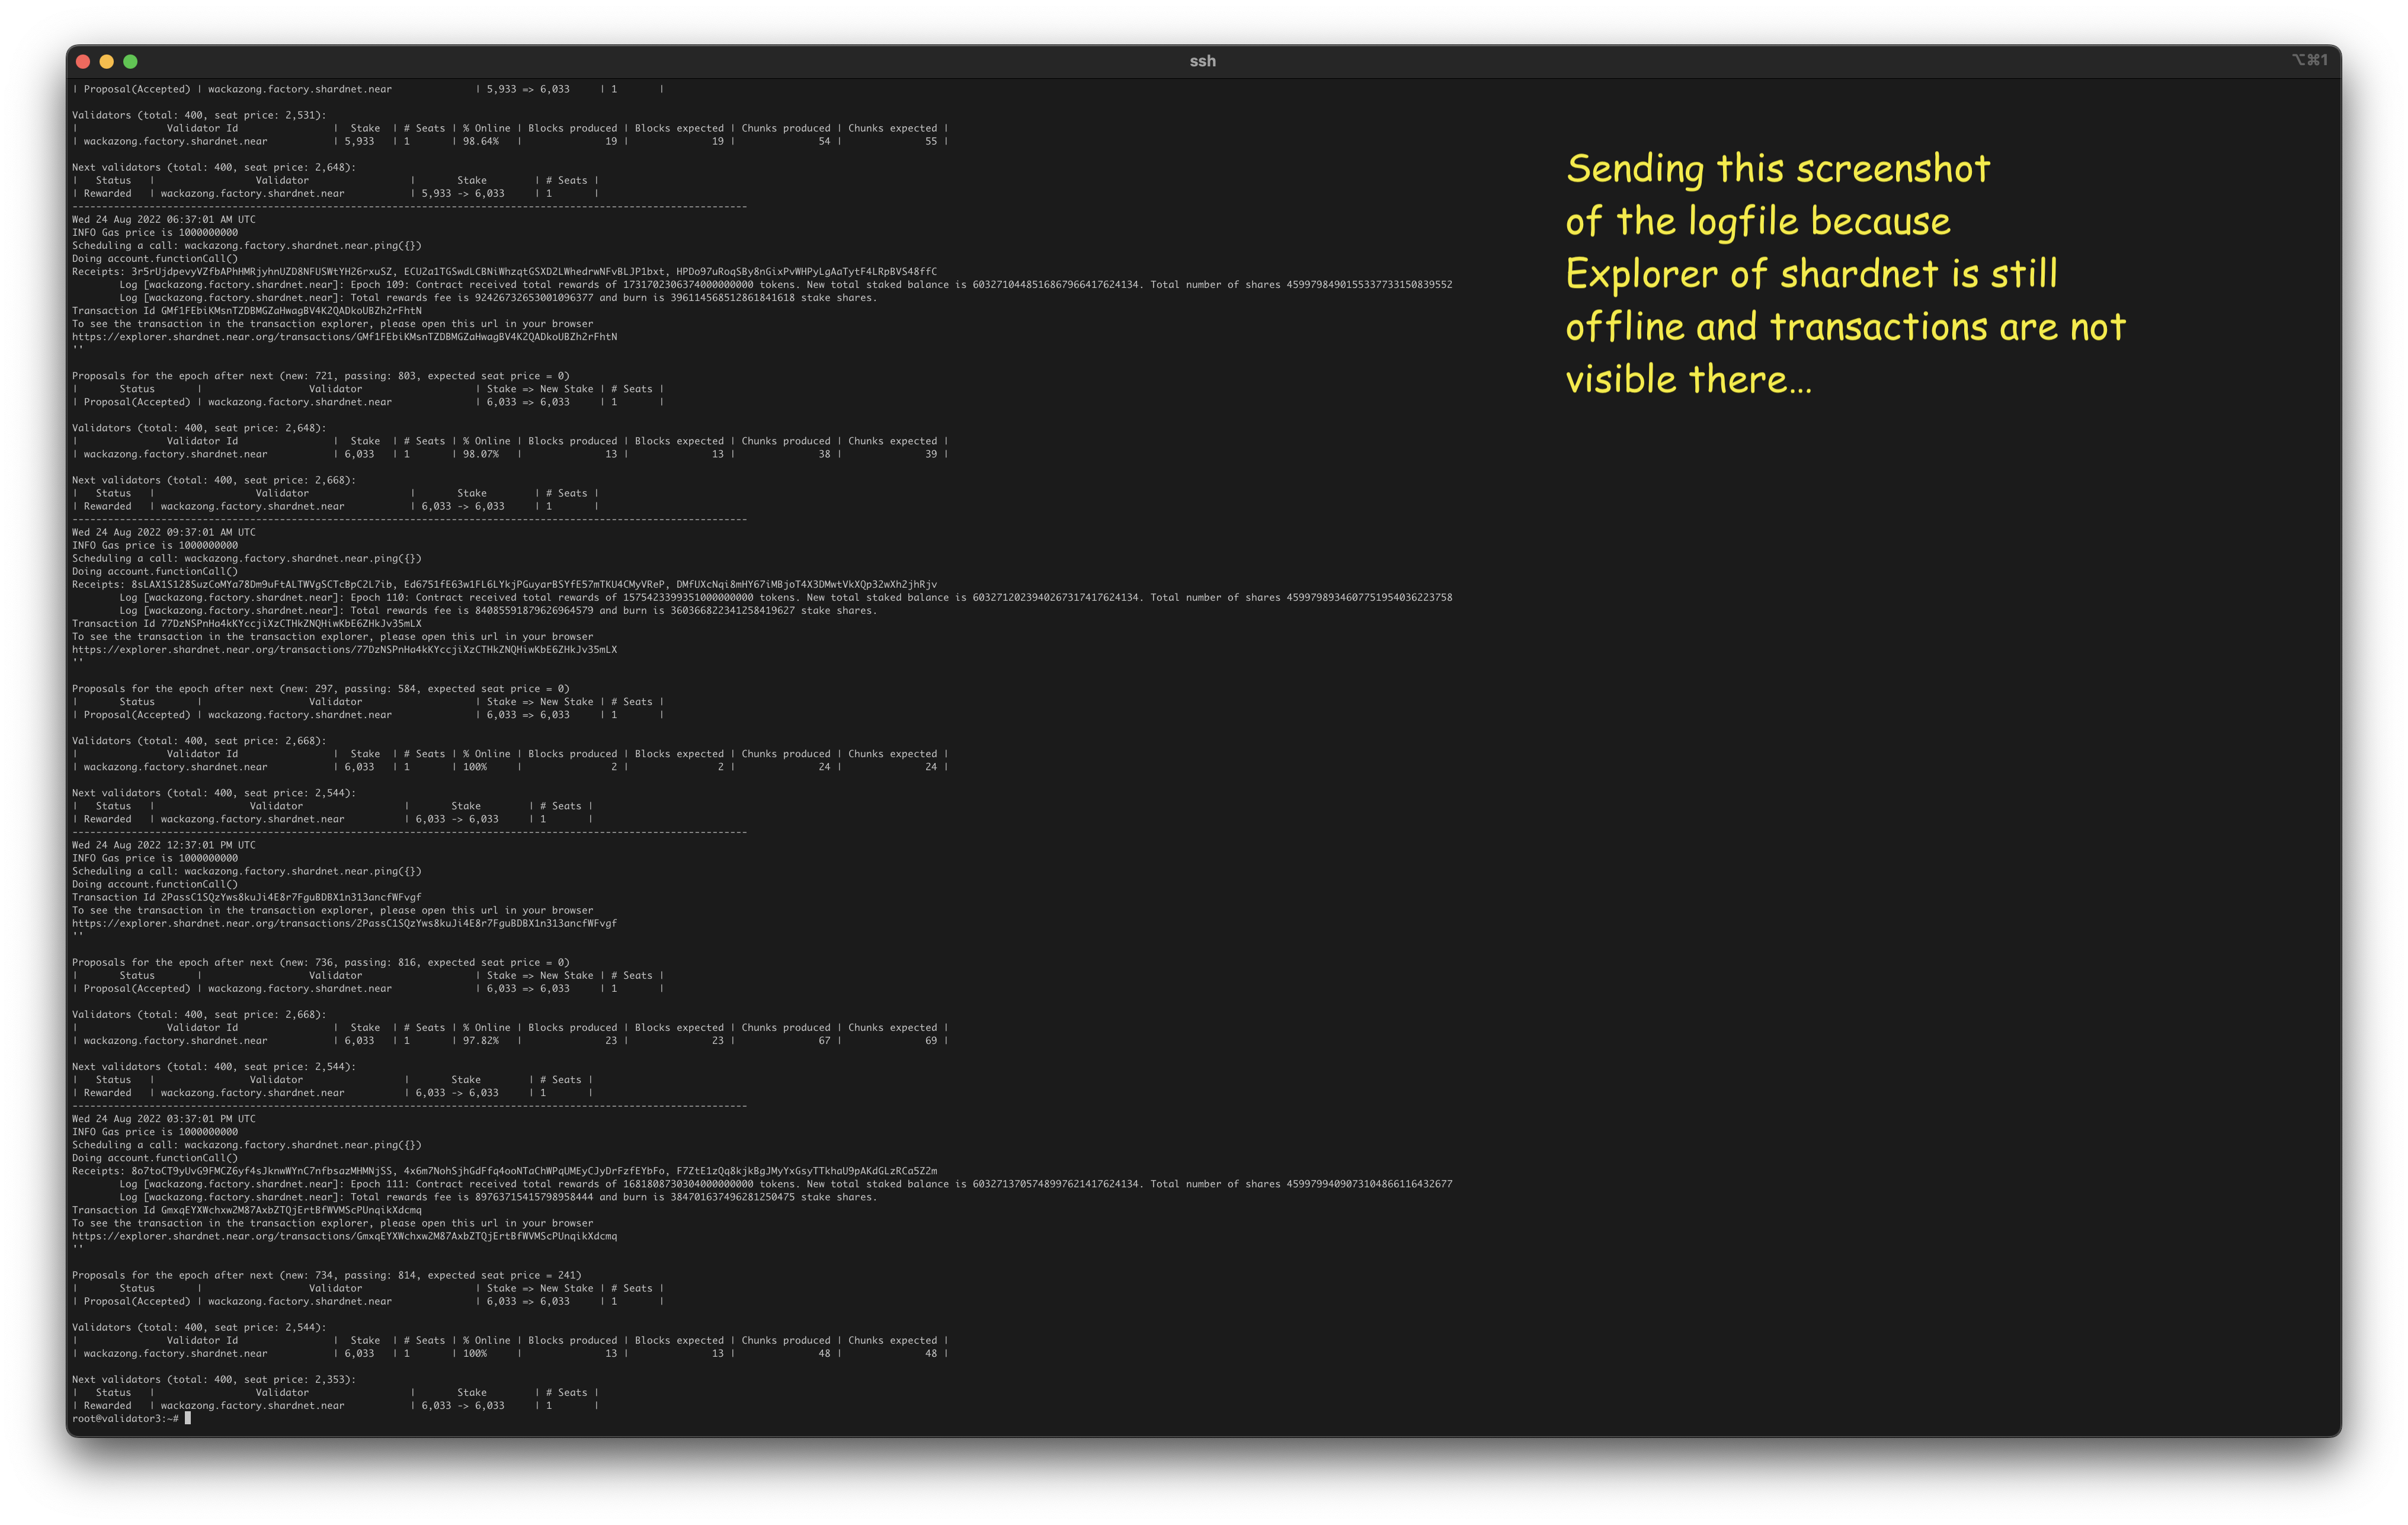 ssh
⌥⌘1
| Proposal(Accepted) | wackazong.factory.shardnet.near | 5,933 => 6,033 | 1 |
Validators (total: 400, seat price: 2,531):
| Validator Id | Stake | # Seats | % Online | Blocks produced | Blocks expected | Chunks produced | Chunks expected |
| wackazong.factory.shardnet.near | 5,933 | 1 | 98.64% | 19 | 19 | 54 | 55 |
Next validators (total: 400, seat price: 2,648):
| Status | Validator | Stake | # Seats |
| Rewarded | wackazong.factory.shardnet.near | 5,933 -> 6,033 | 1 |
Wed 24 Aug 2022 06:37:01 AM UTC
INFO Gas price is 1000000000
Scheduling a call: wackazong.factory.shardnet.near.ping({})
Doing account.functionCall()
Receipts: 3r5rUjdpevyVZfbAPhHMRjyhnUZD8NFUSWtYH26rxuSZ, ECU2a1TGSwdLCBNiWhzqtGSXD2LWhedrwNFvBLJP1bxt, HPDo97uRoqSBy8nGixPvWHPyLgAaTytF4LRpBVS48ffC
Log [wackazong.factory.shardnet.near]: Epoch 109: Contract received total rewards of 1731702306374000000000 tokens. New total staked balance is 6032710448516867966417624134. Total number of shares 4599798490155337733150839552
Log [wackazong.factory.shardnet.near]: Total rewards fee is 92426732653001096377 and burn is 396114568512861841618 stake shares.
Transaction Id GMf1FEbiKMsnTZDBMGZaHwagBV4K2QADkoUBZh2rFhtN
To see the transaction in the transaction explorer, please open this url in your browser
https://explorer.shardnet.near.org/transactions/GMf1FEbiKMsnTZDBMGZaHwagBV4K2QADkoUBZh2rFhtN
''
Proposals for the epoch after next (new: 721, passing: 803, expected seat price = 0)
| Status | Validator | Stake => New Stake | # Seats |
| Proposal(Accepted) | wackazong.factory.shardnet.near | 6,033 => 6,033 | 1 |
Validators (total: 400, seat price: 2,648):
| Validator Id | Stake | # Seats | % Online | Blocks produced | Blocks expected | Chunks produced | Chunks expected |
| wackazong.factory.shardnet.near | 6,033 | 1 | 98.07% | 13 | 13 | 38 | 39 |
Next validators (total: 400, seat price: 2,668):
| Status | Validator | Stake | # Seats |
| Rewarded | wackazong.factory.shardnet.near | 6,033 -> 6,033 | 1 |
Wed 24 Aug 2022 09:37:01 AM UTC
INFO Gas price is 1000000000
Scheduling a call: wackazong.factory.shardnet.near.ping({})
Doing account.functionCall()
Receipts: 8sLAX1S128SuzCoMYa78Dm9uFtALTWVgSCTcBpC2L7ib, Ed6751fE63w1FL6LYkjPGuyarBSYfE57mTKU4CMyVReP, DMfUXcNqi8mHY67iMBjoT4X3DMwtVkXQp32wXh2jhRjv
Log [wackazong.factory.shardnet.near]: Epoch 110: Contract received total rewards of 1575423399351000000000 tokens. New total staked balance is 6032712023940267317417624134. Total number of shares 4599798934607751954036223758
Log [wackazong.factory.shardnet.near]: Total rewards fee is 84085591879626964579 and burn is 360366822341258419627 stake shares.
Transaction Id 77DzNSPnHa4kKYccjiXzCTHkZNQHiwKbE6ZHkJv35mLX
To see the transaction in the transaction explorer, please open this url in your browser
https://explorer.shardnet.near.org/transactions/77DzNSPnHa4kKYccjiXzCTHkZNQHiwKbE6ZHkJv35mLX
''
Proposals for the epoch after next (new: 297, passing: 584, expected seat price = 0)
| Status | Validator | Stake => New Stake | # Seats |
| Proposal(Accepted) | wackazong.factory.shardnet.near | 6,033 => 6,033 | 1 |
Validators (total: 400, seat price: 2,668):
| Validator Id | Stake | # Seats | % Online | Blocks produced | Blocks expected | Chunks produced | Chunks expected |
| wackazong.factory.shardnet.near | 6,033 | 1 | 100% | 2 | 2 | 24 | 24 |
Next validators (total: 400, seat price: 2,544):
| Status | Validator | Stake | # Seats |
| Rewarded | wackazong.factory.shardnet.near | 6,033 -> 6,033 | 1 |
Wed 24 Aug 2022 12:37:01 PM UTC
INFO Gas price is 1000000000
Scheduling a call: wackazong.factory.shardnet.near.ping({})
Doing account.functionCall()
Transaction Id 2PassC1SQzYws8kuJi4E8r7FguBDBX1n313ancfWFvgf
To see the transaction in the transaction explorer, please open this url in your browser
https://explorer.shardnet.near.org/transactions/2PassC1SQzYws8kuJi4E8r7FguBDBX1n313ancfWFvgf
''
Proposals for the epoch after next (new: 736, passing: 816, expected seat price = 0)
| Status | Validator | Stake => New Stake | # Seats |
| Proposal(Accepted) | wackazong.factory.shardnet.near | 6,033 => 6,033 | 1 |
Validators (total: 400, seat price: 2,668):
| Validator Id | Stake | # Seats | % Online | Blocks produced | Blocks expected | Chunks produced | Chunks expected |
| wackazong.factory.shardnet.near | 6,033 | 1 | 97.82% | 23 | 23 | 67 | 69 |
Next validators (total: 400, seat price: 2,544):
| Status | Validator | Stake | # Seats |
| Rewarded | wackazong.factory.shardnet.near | 6,033 -> 6,033 | 1 |
Wed 24 Aug 2022 03:37:01 PM UTC
INFO Gas price is 1000000000
Scheduling a call: wackazong.factory.shardnet.near.ping({})
Doing account.functionCall()
Receipts: 8o7toCT9yUvG9FMCZ6yf4sJknwWYnC7nfbsazMHMNjSS, 4x6m7NohSjhGdFfq4ooNTaChWPqUMEyCJyDrFzfEYbFo, F7ZtE1zQq8kjkBgJMyYxGsyTTkhaU9pAKdGLzRCa5Z2m
Log [wackazong.factory.shardnet.near]: Epoch 111: Contract received total rewards of 1681808730304000000000 tokens. New total staked balance is 6032713705748997621417624134. Total number of shares 4599799409073104866116432677
Log [wackazong.factory.shardnet.near]: Total rewards fee is 89763715415798958444 and burn is 384701637496281250475 stake shares.
Transaction Id GmxqEYXWchxw2M87AxbZTQjErtBfWVMScPUnqikXdcmq
To see the transaction in the transaction explorer, please open this url in your browser
https://explorer.shardnet.near.org/transactions/GmxqEYXWchxw2M87AxbZTQjErtBfWVMScPUnqikXdcmq
''
Proposals for the epoch after next (new: 734, passing: 814, expected seat price = 241)
| Status | Validator | Stake => New Stake | # Seats |
| Proposal(Accepted) | wackazong.factory.shardnet.near | 6,033 => 6,033 | 1 |
Validators (total: 400, seat price: 2,544):
| Validator Id | Stake | # Seats | % Online | Blocks produced | Blocks expected | Chunks produced | Chunks expected |
| wackazong.factory.shardnet.near | 6,033 | 1 | 100% | 13 | 13 | 48 | 48 |
Next validators (total: 400, seat price: 2,353):
| Status | Validator | Stake | # Seats |
| Rewarded | wackazong.factory.shardnet.near | 6,033 -> 6,033 | 1 |
root@validator3:~#
Sending this screenshot
of the logfile because
Explorer of shardnet is still
offline and transactions are not
visible there...